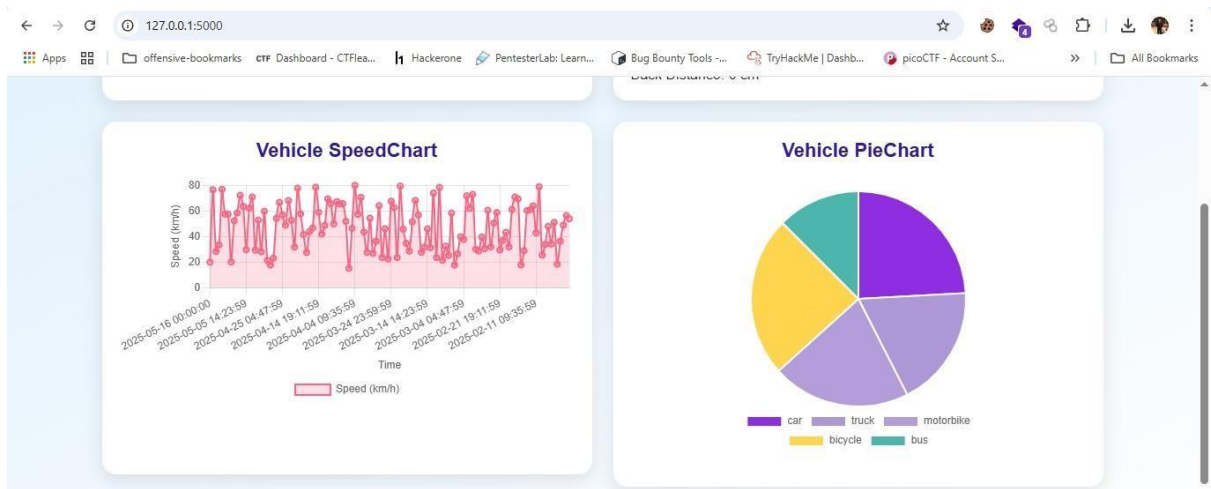 127.0.0.1:5000
4
Apps offensive-bookmarks CTF Dashboard - CTFlea... h Hackerone PentesterLab: Learn... Bug Bounty Tools -... TryHackMe | Dashb... picoCTF - Account S... » All Bookmarks
Back Distance: 0 cm
Vehicle SpeedChart
80
60
40
20
0
Speed (km/h)
2025-05-16 00:00:00
2025-05-05 14:23:59
2025-04-25 04:47:59
2025-04-14 19:11:59
2025-04-04 09:35:59
2025-03-24 23:59:59
2025-03-14 14:23:59
2025-03-04 04:47:59
2025-02-21 19:11:59
2025-02-11 09:35:59
Time
Speed (km/h)
Vehicle PieChart
car truck motorbike
bicycle bus